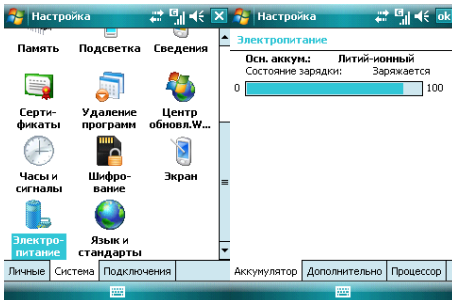 Настройка
Память Подсветка Сведения
Серти- Удаление Центр
фикаты программ обновл.W...
Часы и Шифро- Экран
сигналы вание
Электро- Язык и
питание стандарты
Личные Система Подключения
Настройка ok
Электропитание
Осн. аккум.: Литий-ионный
Состояние зарядки: Заряжается
0 100
Аккумулятор Дополнительно Процессор